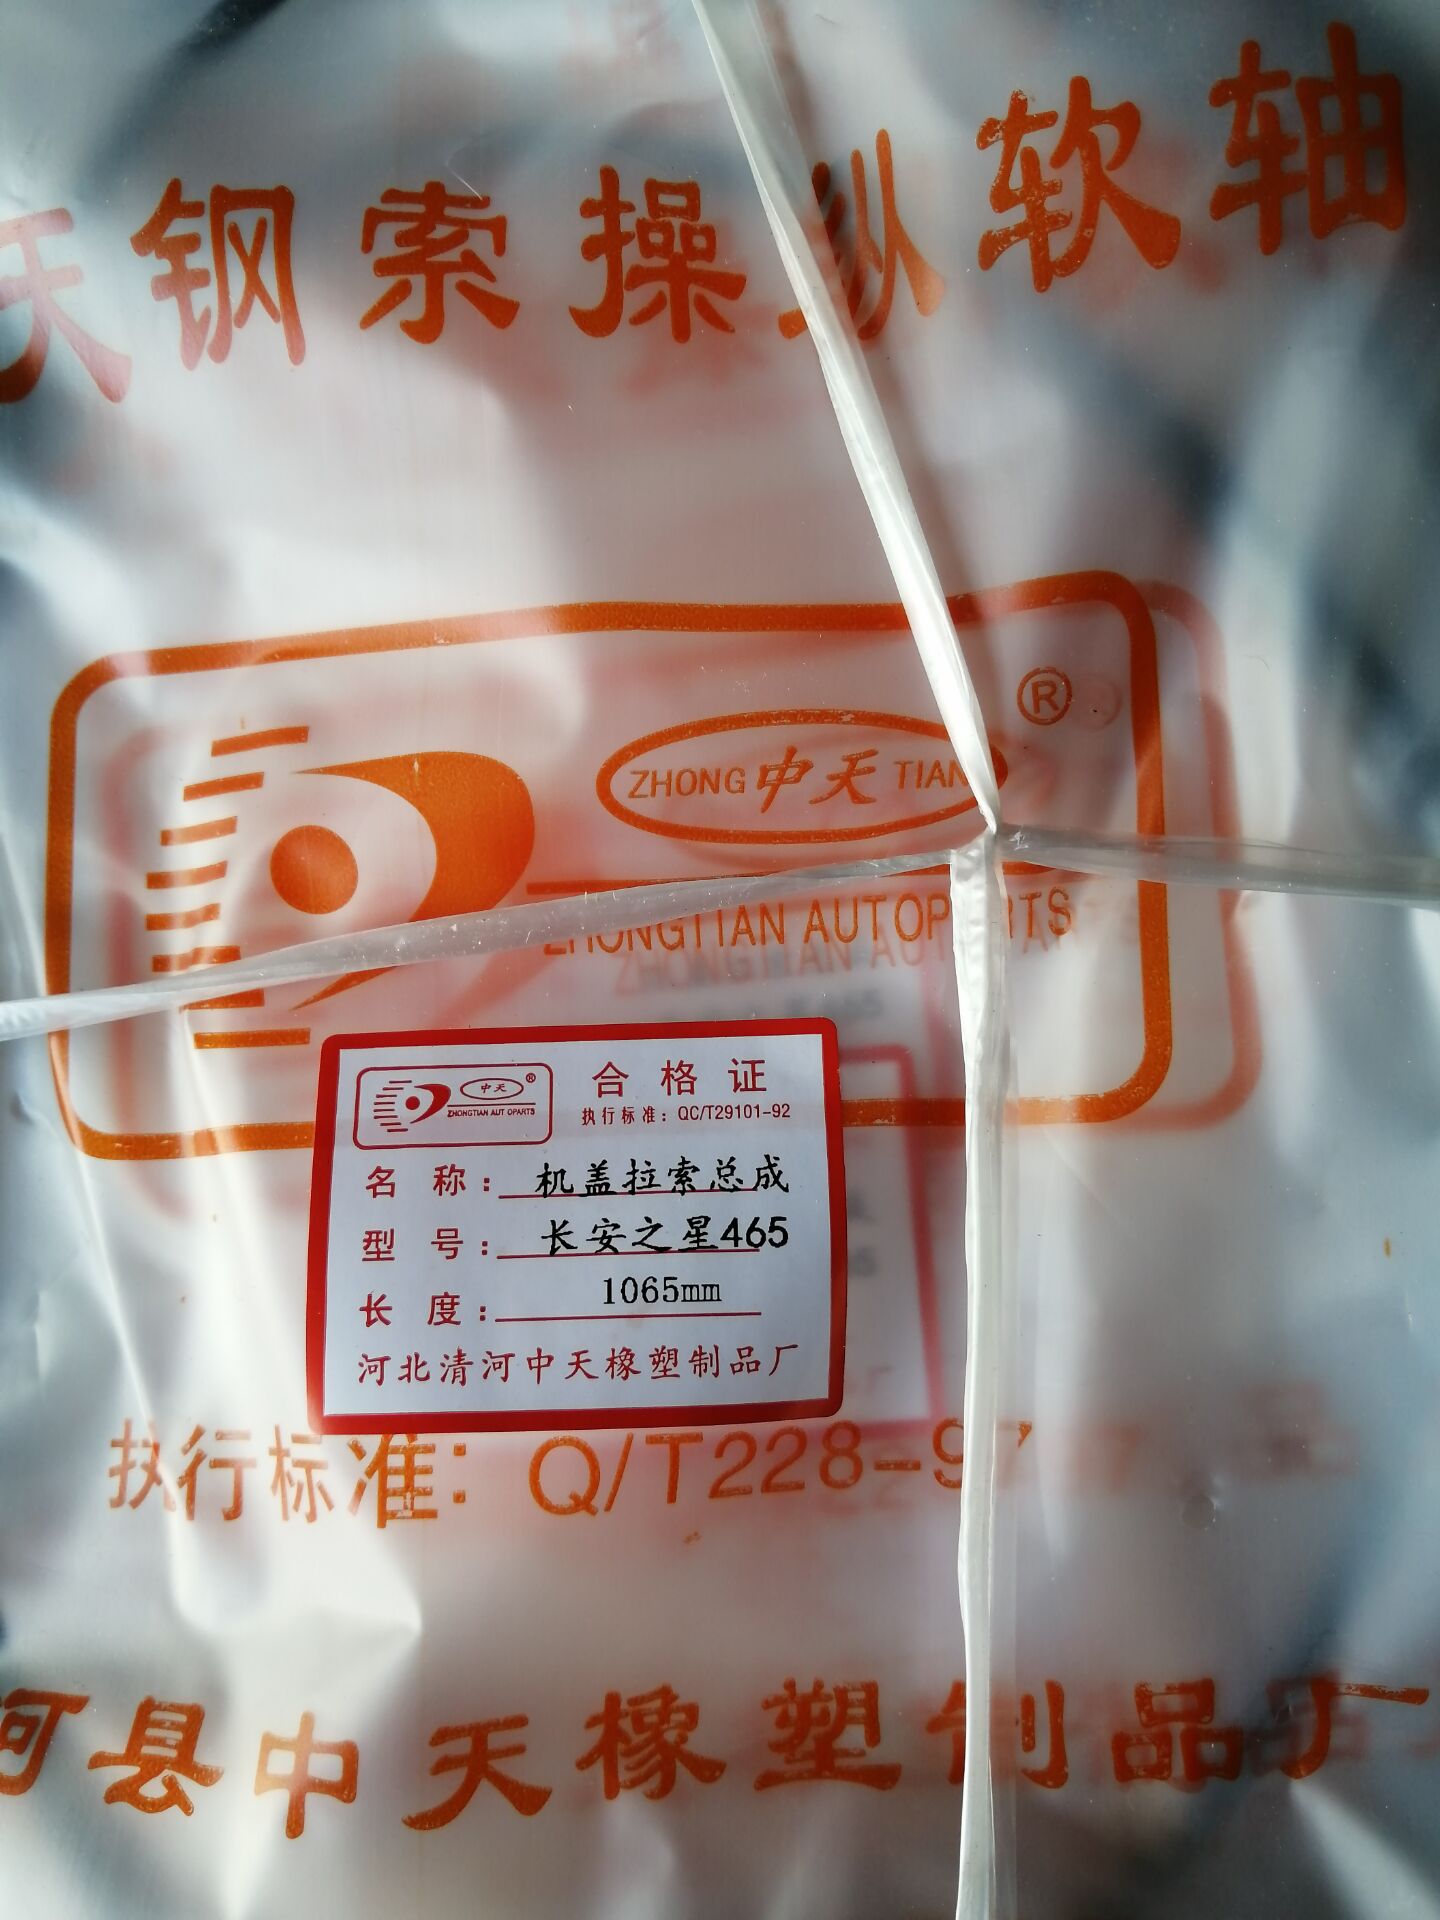 天钢索操纵软轴
®
ZHONG 中天 TIAN
ZHONGTIAN AUTOPARTS
中天 ®
ZHONGTIAN AUT OPARTS
合格证
执行标准：QC/T29101-92
名 称：机盖拉索总成
型 号：长安之星465
长 度：1065mm
河北清河中天橡塑制品厂
执行标准：Q/T228-97
河县中天橡塑制品厂